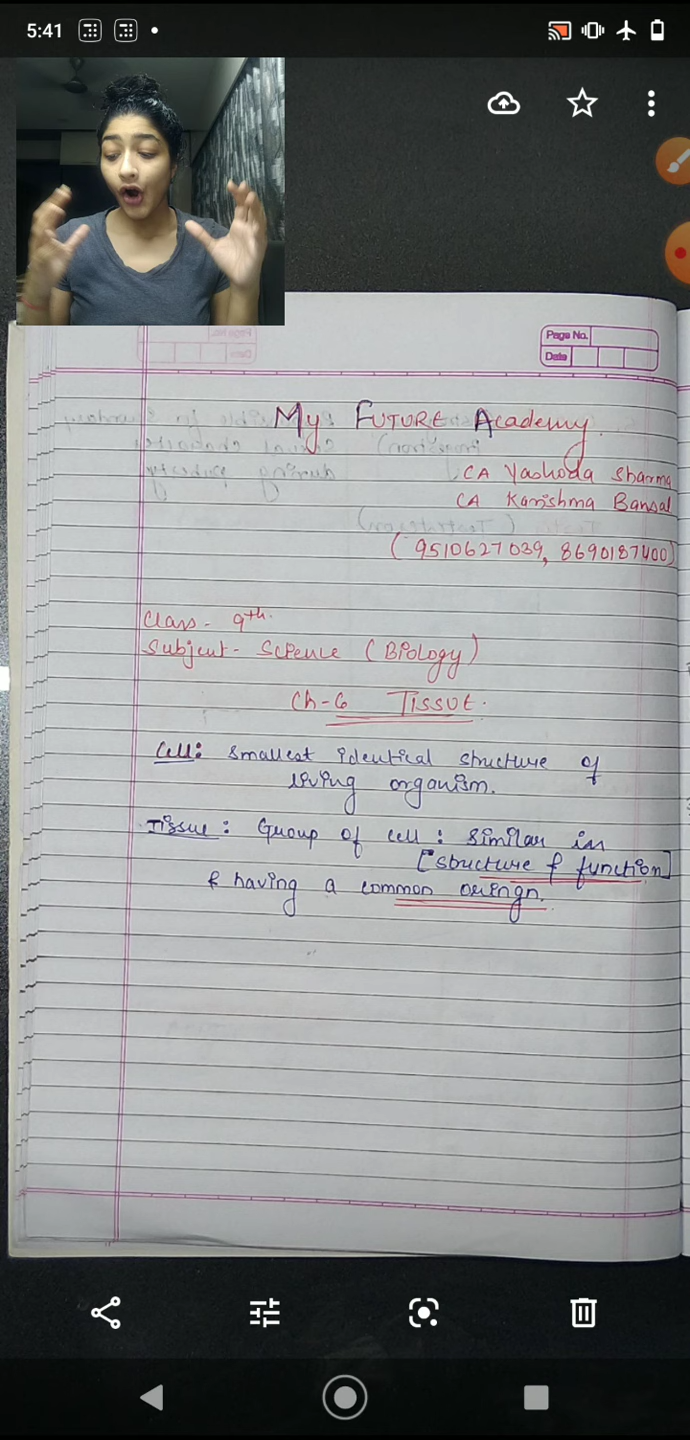 5:41
Page No.
Date
My FUTURE Academy.
CA Yashoda Sharma
CA Karishma Bansal
(9510627039, 8690187400)
Class - 9th.
Subject - Science (Biology)
Ch-6 Tissue.
Cell: Smallest identical structure of
living organism.
Tissue: Group of cell: Similar in
[structure & function]
& having a common oringn.